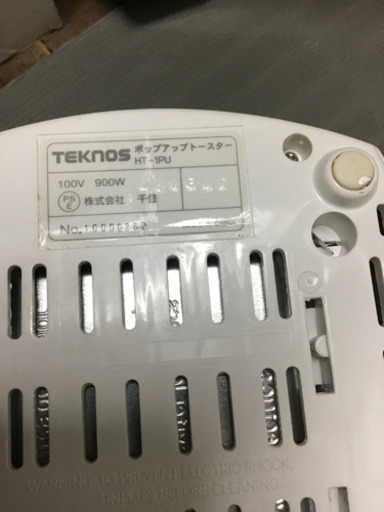 TEKNOS ポップアップトースター
HT-1PU
100V 900W
PS
E 株式会社 千住
No.10000262
WARNING: TO PREVENT ELECTRIC SHOCK,
UNPLUG BEFORE CLEANING.